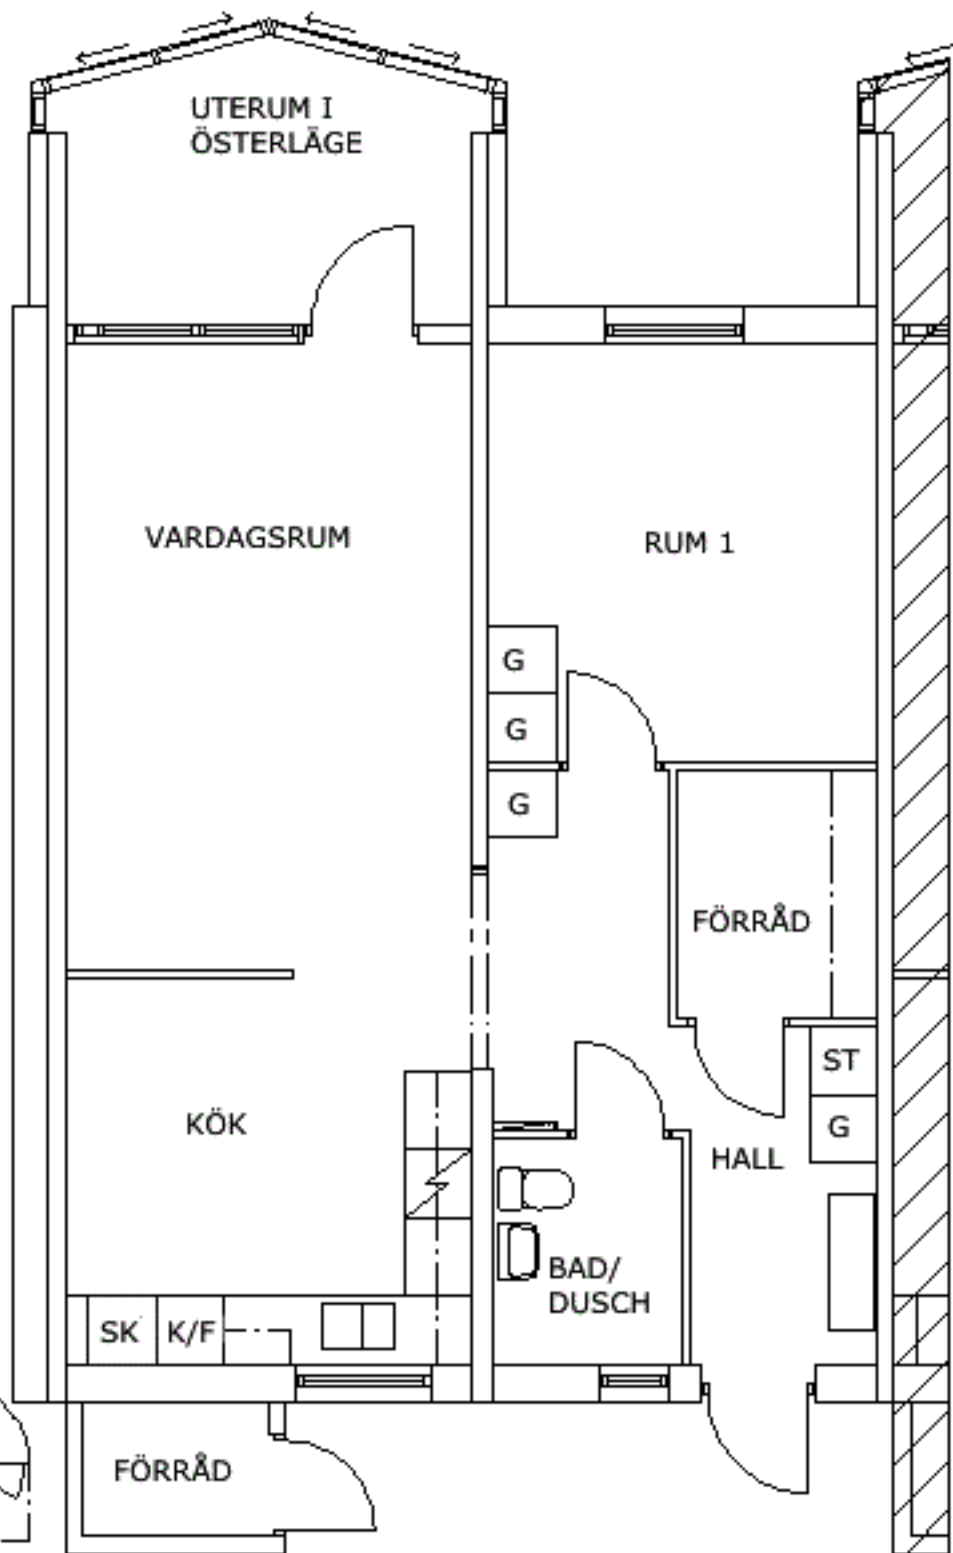 UTERUM I
ÖSTERLÄGE
VARDAGSRUM
RUM 1
G
G
G
FÖRRÅD
ST
G
KÖK
HALL
BAD/
DUSCH
SK
K/F
FÖRRÅD